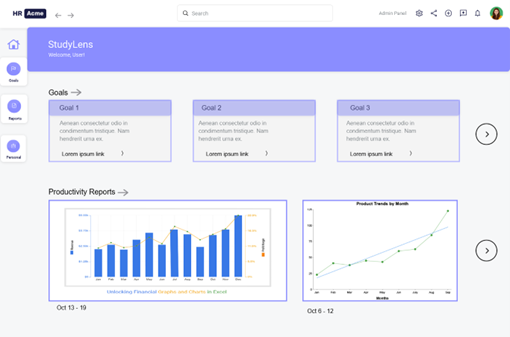 HR Acme
Search
Admin Panel
StudyLens
Welcome, User!
Goals
Reports
Personal
Goals
Goal 1
Aenean consectetur odio in
condimentum tristique. Nam
hendrerit urna ex.
Lorem ipsum link
Goal 2
Aenean consectetur odio in
condimentum tristique. Nam
hendrerit urna ex.
Lorem ipsum link
Goal 3
Aenean consectetur odio in
condimentum tristique. Nam
hendrerit urna ex.
Lorem ipsum link
Productivity Reports
Unlocking Financial Graphs and Charts in Excel
Oct 13 - 19
Product Trends by Month
Months
Oct 6 - 12